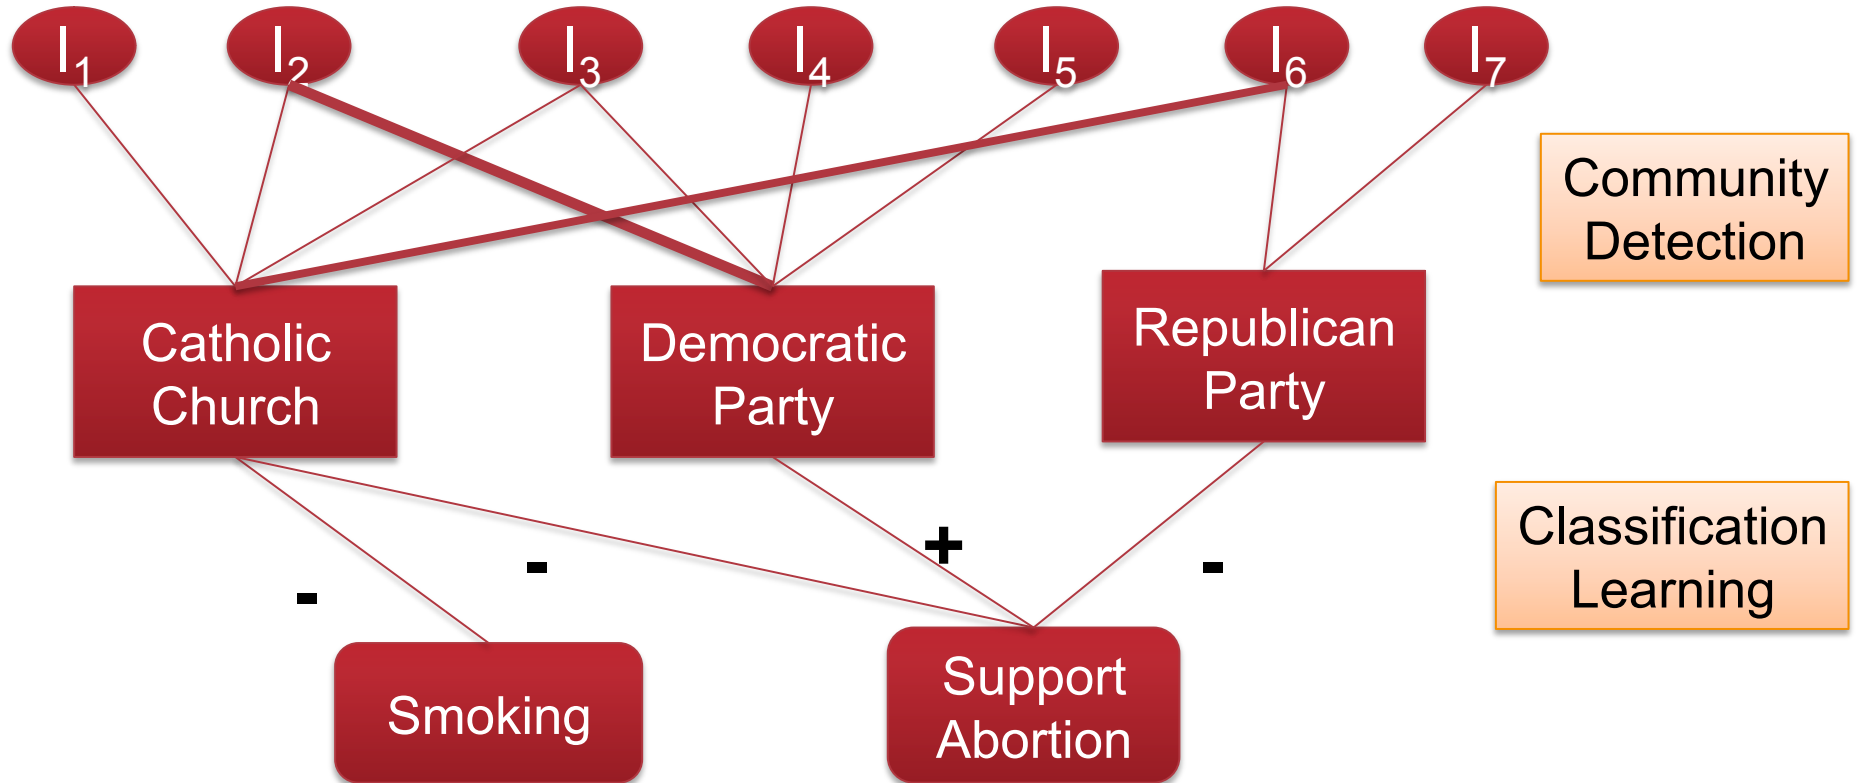 I1 I2 I3 I4 I5 I6 I7
Community
Detection
Catholic
Church
Democratic
Party
Republican
Party
Classification
Learning
- - + -
Smoking
Support
Abortion